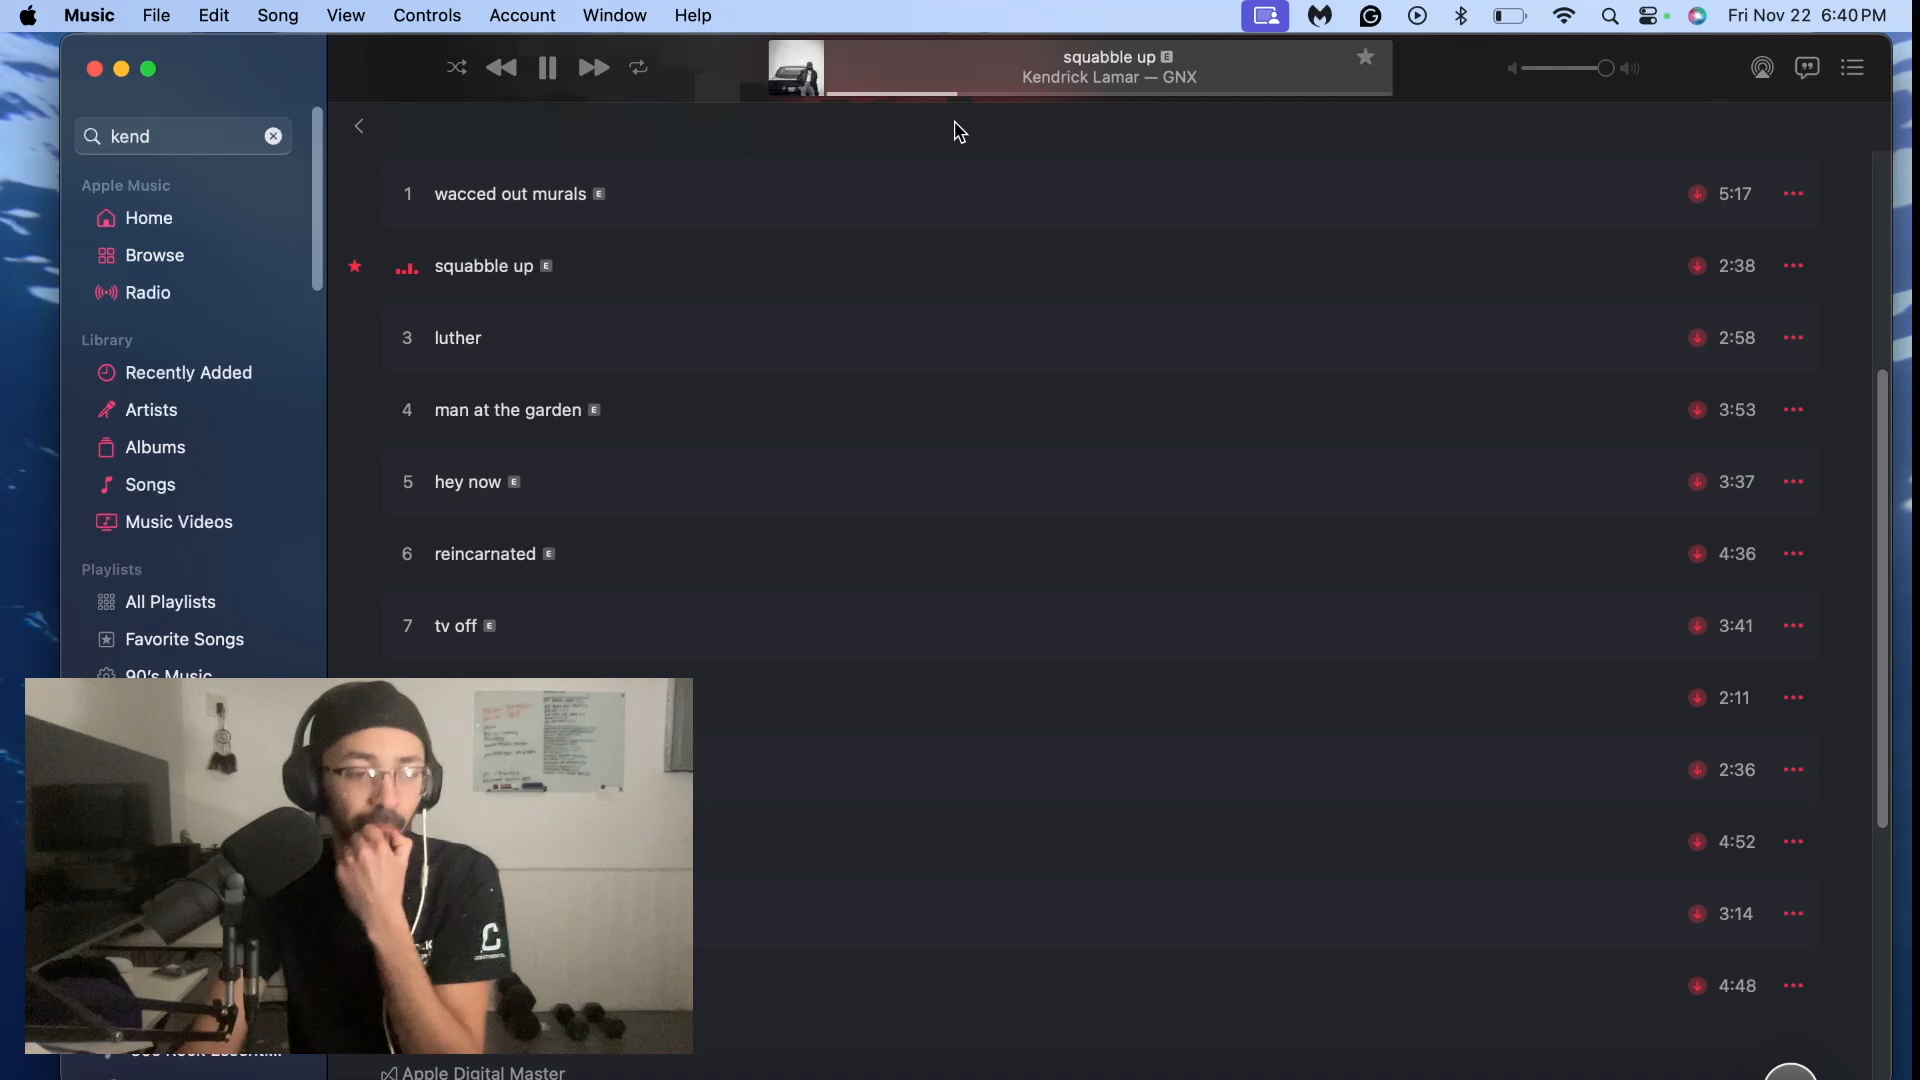 Music File Edit Song View Controls Account Window Help Fri Nov 22 6:40 PM
squabble up E
Kendrick Lamar — GNX
kend
Apple Music
Home
Browse
Radio
Library
Recently Added
Artists
Albums
Songs
Music Videos
Playlists
All Playlists
Favorite Songs
90's Music
1 wacced out murals E 5:17
squabble up E 2:38
3 luther 2:58
4 man at the garden E 3:53
5 hey now E 3:37
6 reincarnated E 4:36
7 tv off E 3:41
2:11
2:36
4:52
3:14
4:48
Apple Digital Master
C